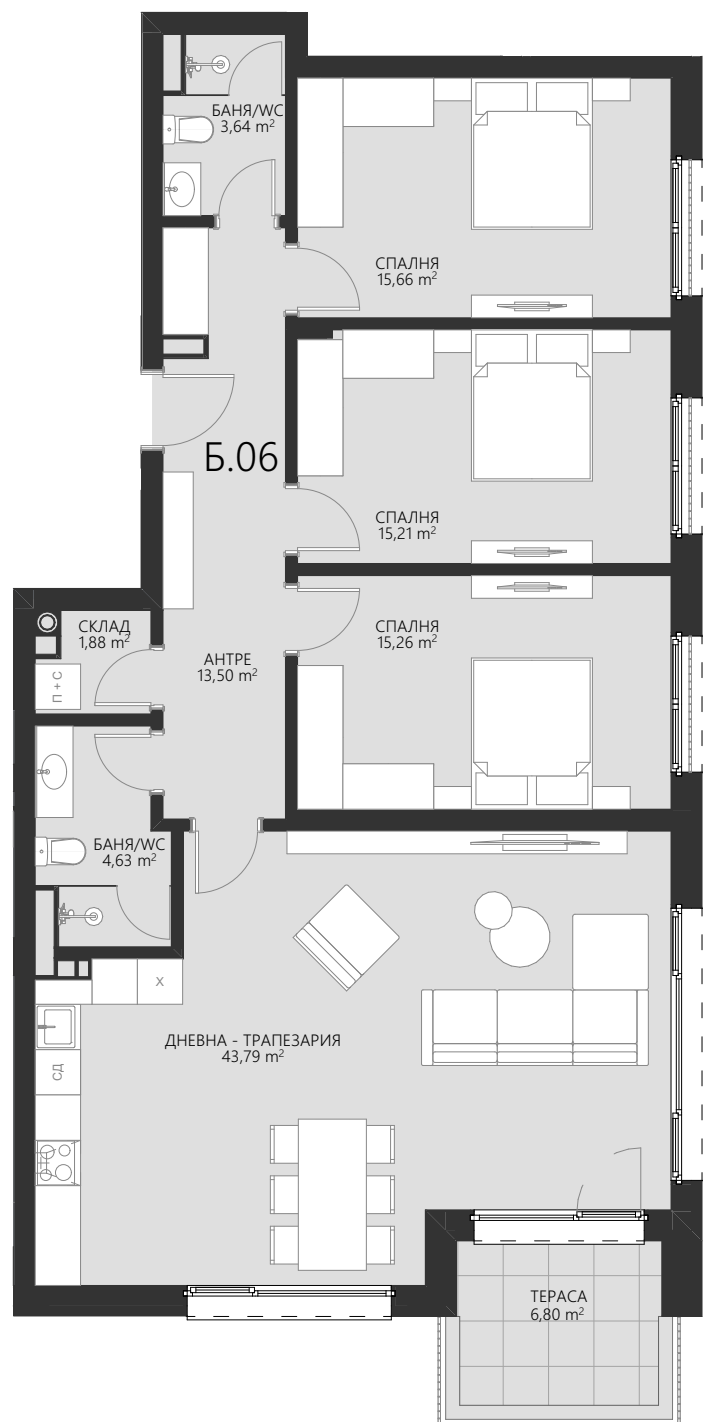 БАНЯ/WC
3,64 m²
СПАЛНЯ
15,66 m²
Б.06
СПАЛНЯ
15,21 m²
СКЛАД
1,88 m²
СПАЛНЯ
15,26 m²
АНТРЕ
13,50 m²
П + С
БАНЯ/WC
4,63 m²
X
ДНЕВНА - ТРАПЕЗАРИЯ
43,79 m²
СД
ТЕРАСА
6,80 m²